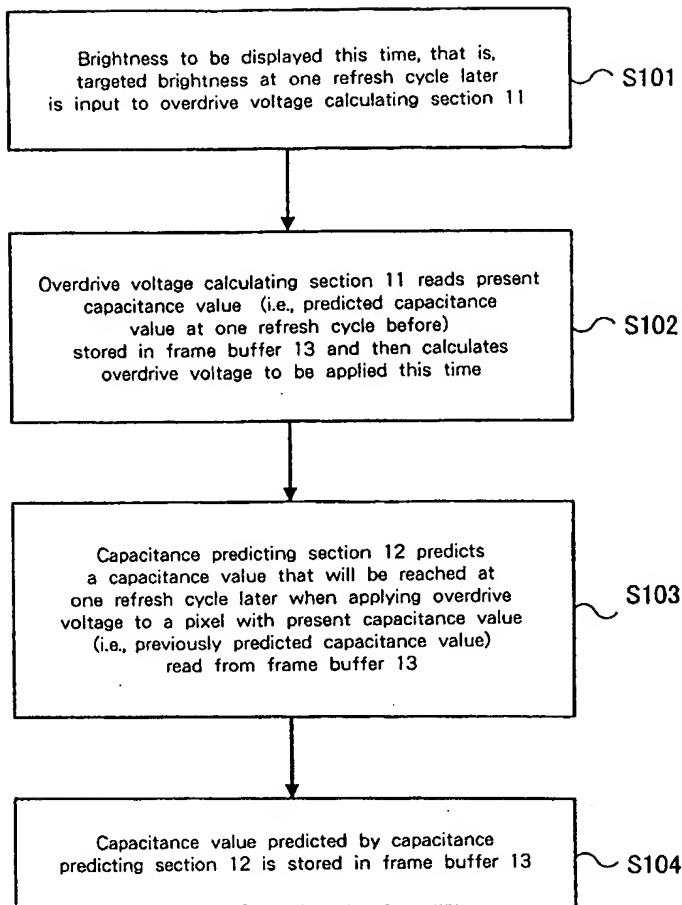 Brightness to be displayed this time, that is,
targeted brightness at one refresh cycle later
is input to overdrive voltage calculating section 11
S101
Overdrive voltage calculating section 11 reads present
capacitance value (i.e., predicted capacitance
value at one refresh cycle before)
stored in frame buffer 13 and then calculates
overdrive voltage to be applied this time
S102
Capacitance predicting section 12 predicts
a capacitance value that will be reached at
one refresh cycle later when applying overdrive
voltage to a pixel with present capacitance value
(i.e., previously predicted capacitance value)
read from frame buffer 13
S103
Capacitance value predicted by capacitance
predicting section 12 is stored in frame buffer 13
S104